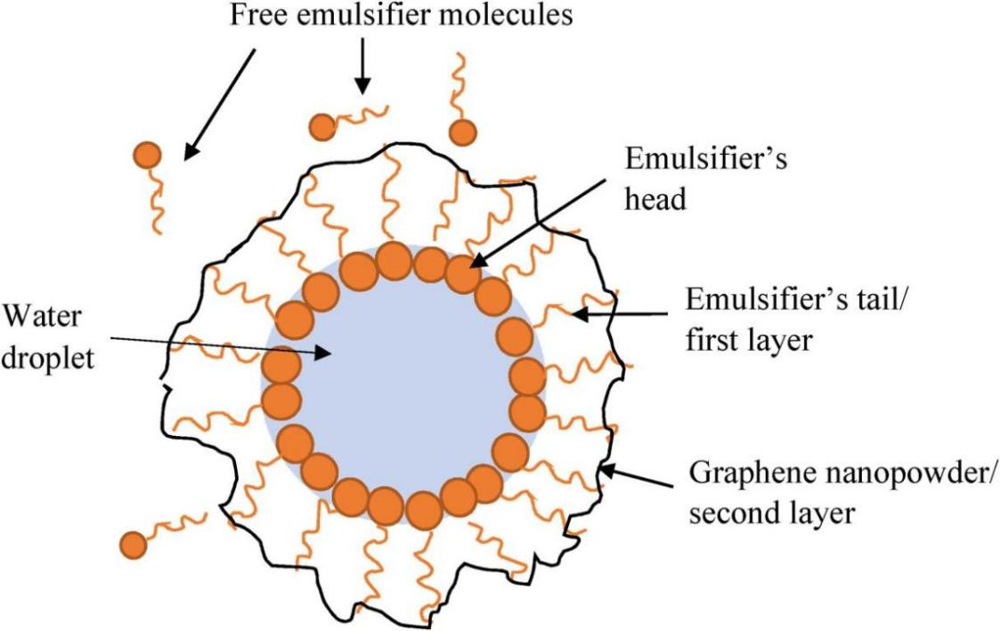 Free emulsifier molecules
Emulsifier’s
head
Water
droplet
Emulsifier’s tail/
first layer
Graphene nanopowder/
second layer